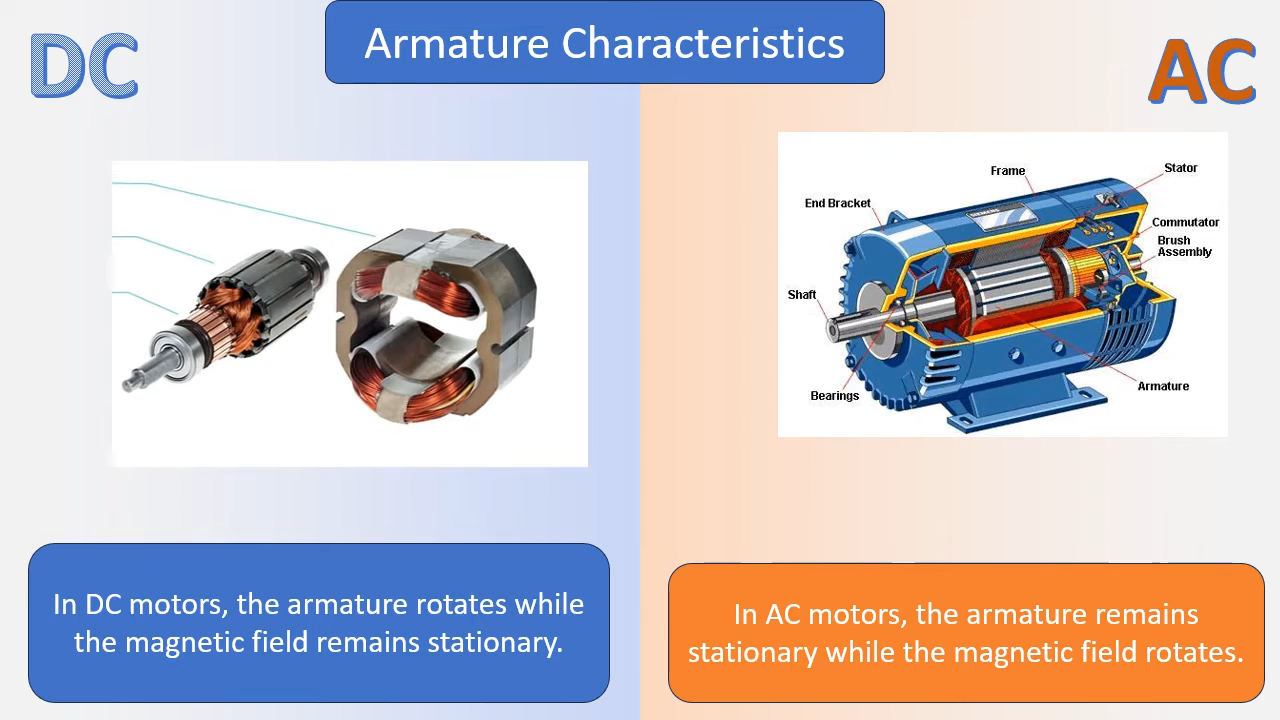 Armature Characteristics
DC
AC
Frame
Stator
End Bracket
Commutator
Brush
Assembly
SIEMENS
Shaft
Bearings
Armature
In DC motors, the armature rotates while
the magnetic field remains stationary.
In AC motors, the armature remains
stationary while the magnetic field rotates.